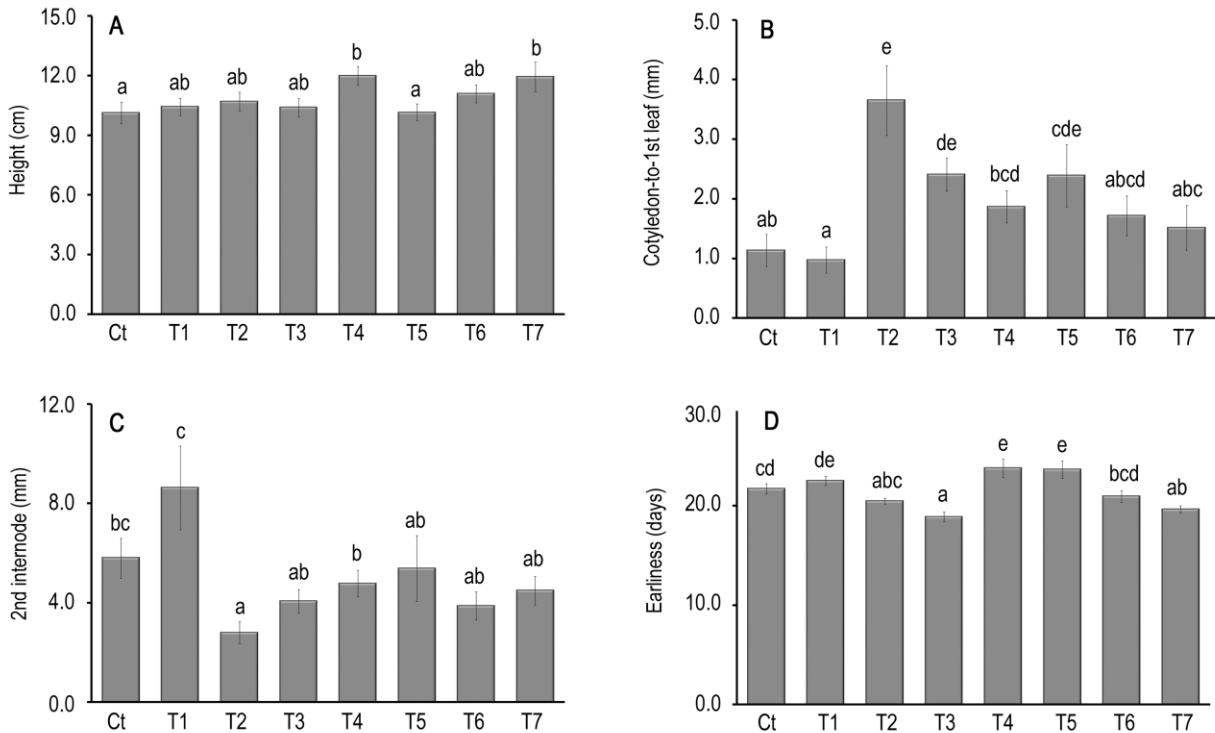 A
Height (cm)
15.0
12.0
9.0
6.0
3.0
0.0
a ab ab ab b a ab b
Ct T1 T2 T3 T4 T5 T6 T7
B
Cotyledon-to-1st leaf (mm)
5.0
4.0
3.0
2.0
1.0
0.0
ab a e de bcd cde abcd abc
Ct T1 T2 T3 T4 T5 T6 T7
C
2nd internode (mm)
12.0
8.0
4.0
0.0
bc c a ab b ab ab ab
Ct T1 T2 T3 T4 T5 T6 T7
D
Earliness (days)
30.0
20.0
10.0
0.0
cd de abc a e e bcd ab
Ct T1 T2 T3 T4 T5 T6 T7